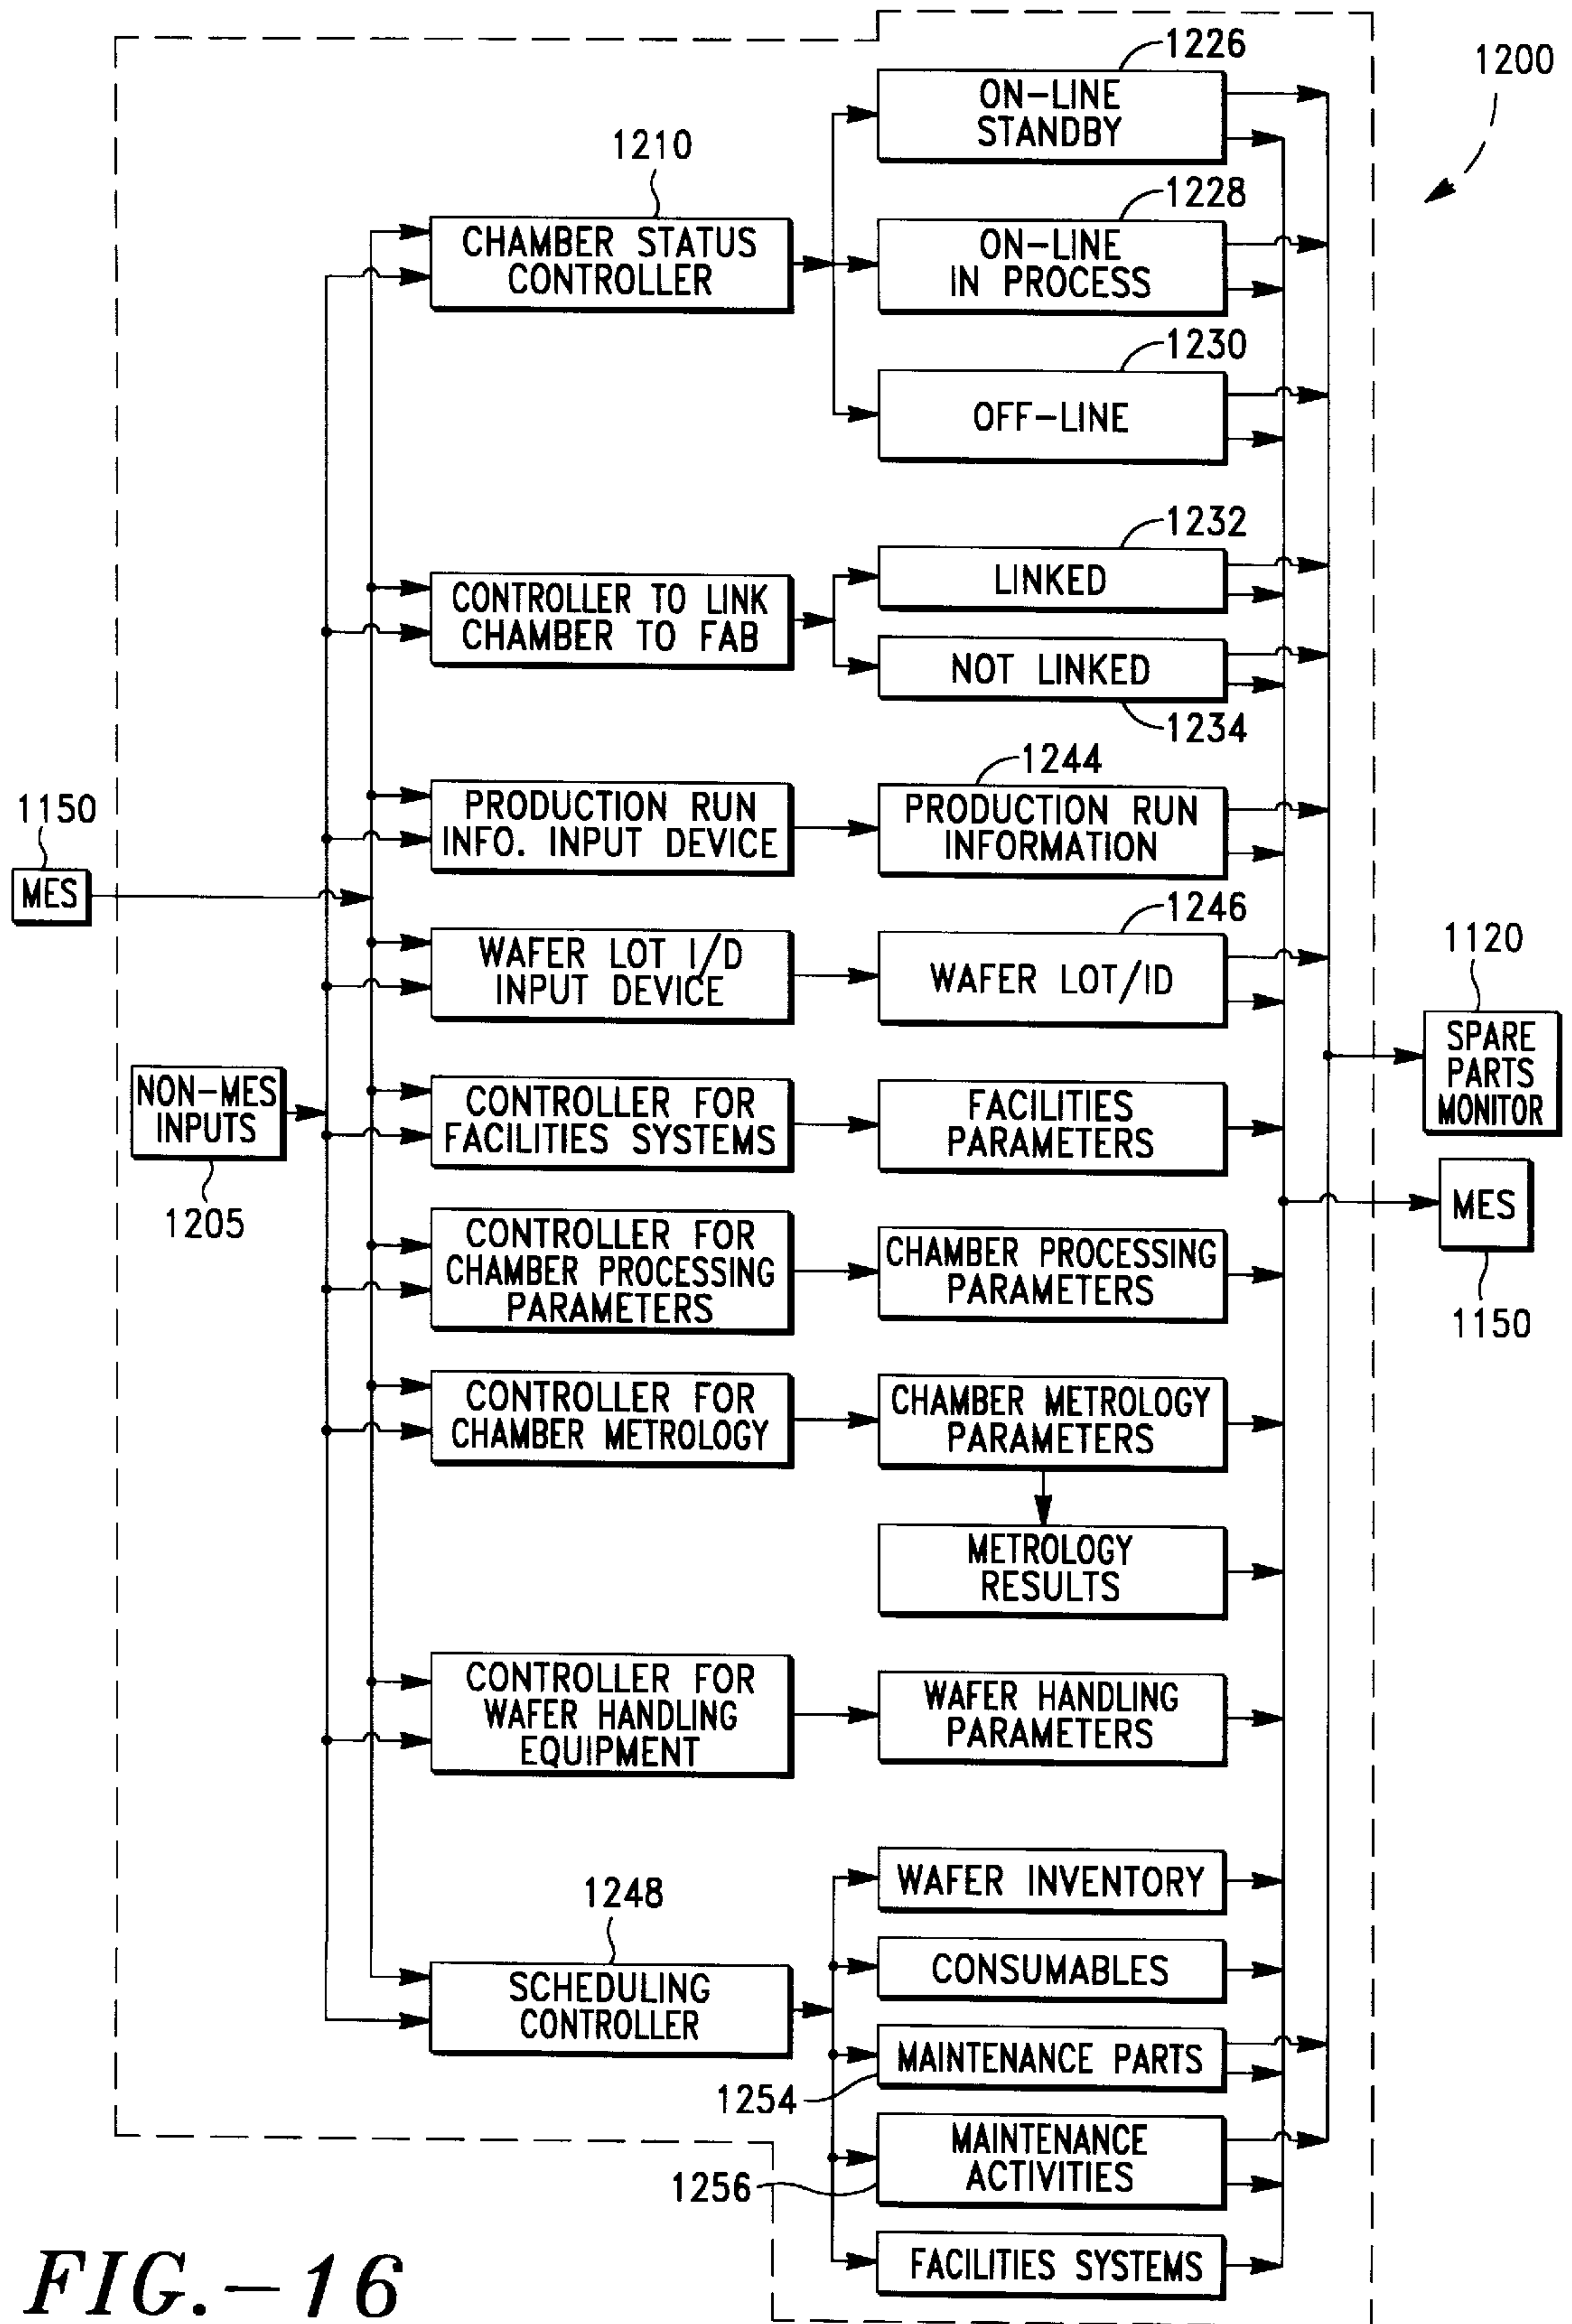 1226
1200
ON-LINE
STANDBY
1210
1228
CHAMBER STATUS
CONTROLLER
ON-LINE
IN PROCESS
1230
OFF-LINE
1232
CONTROLLER TO LINK
CHAMBER TO FAB
LINKED
NOT LINKED
1234
1244
1150
MES
PRODUCTION RUN
INFO. INPUT DEVICE
PRODUCTION RUN
INFORMATION
1246
WAFER LOT I/D
INPUT DEVICE
WAFER LOT/ID
1120
SPARE
PARTS
MONITOR
NON-MES
INPUTS
1205
CONTROLLER FOR
FACILITIES SYSTEMS
FACILITIES
PARAMETERS
MES
1150
CONTROLLER FOR
CHAMBER PROCESSING
PARAMETERS
CHAMBER PROCESSING
PARAMETERS
CONTROLLER FOR
CHAMBER METROLOGY
CHAMBER METROLOGY
PARAMETERS
METROLOGY
RESULTS
CONTROLLER FOR
WAFER HANDLING
EQUIPMENT
WAFER HANDLING
PARAMETERS
1248
SCHEDULING
CONTROLLER
WAFER INVENTORY
CONSUMABLES
MAINTENANCE PARTS
1254
MAINTENANCE
ACTIVITIES
1256
FACILITIES SYSTEMS
FIG.-16